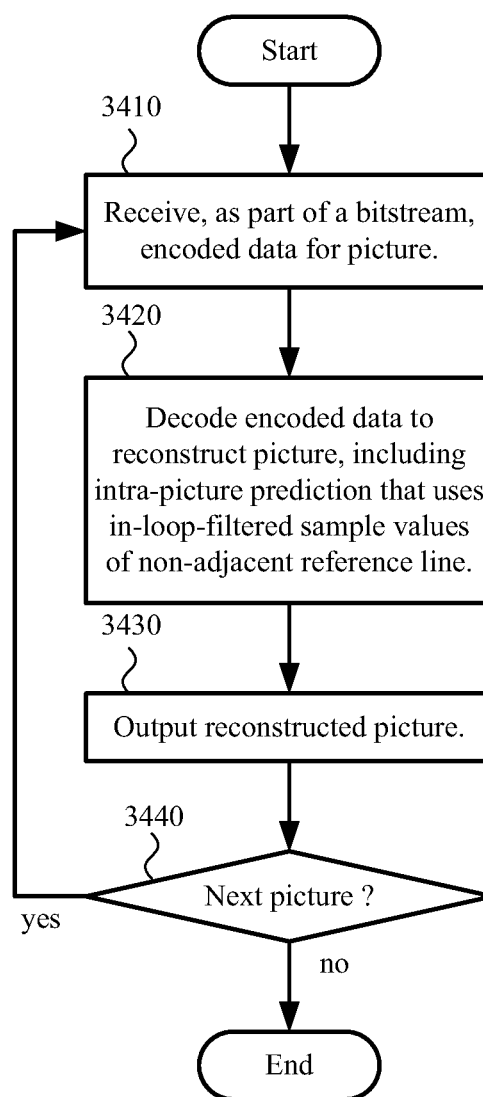 Start
3410
Receive, as part of a bitstream,
encoded data for picture.
3420
Decode encoded data to
reconstruct picture, including
intra-picture prediction that uses
in-loop-filtered sample values
of non-adjacent reference line.
3430
Output reconstructed picture.
3440
Next picture ?
yes
no
End